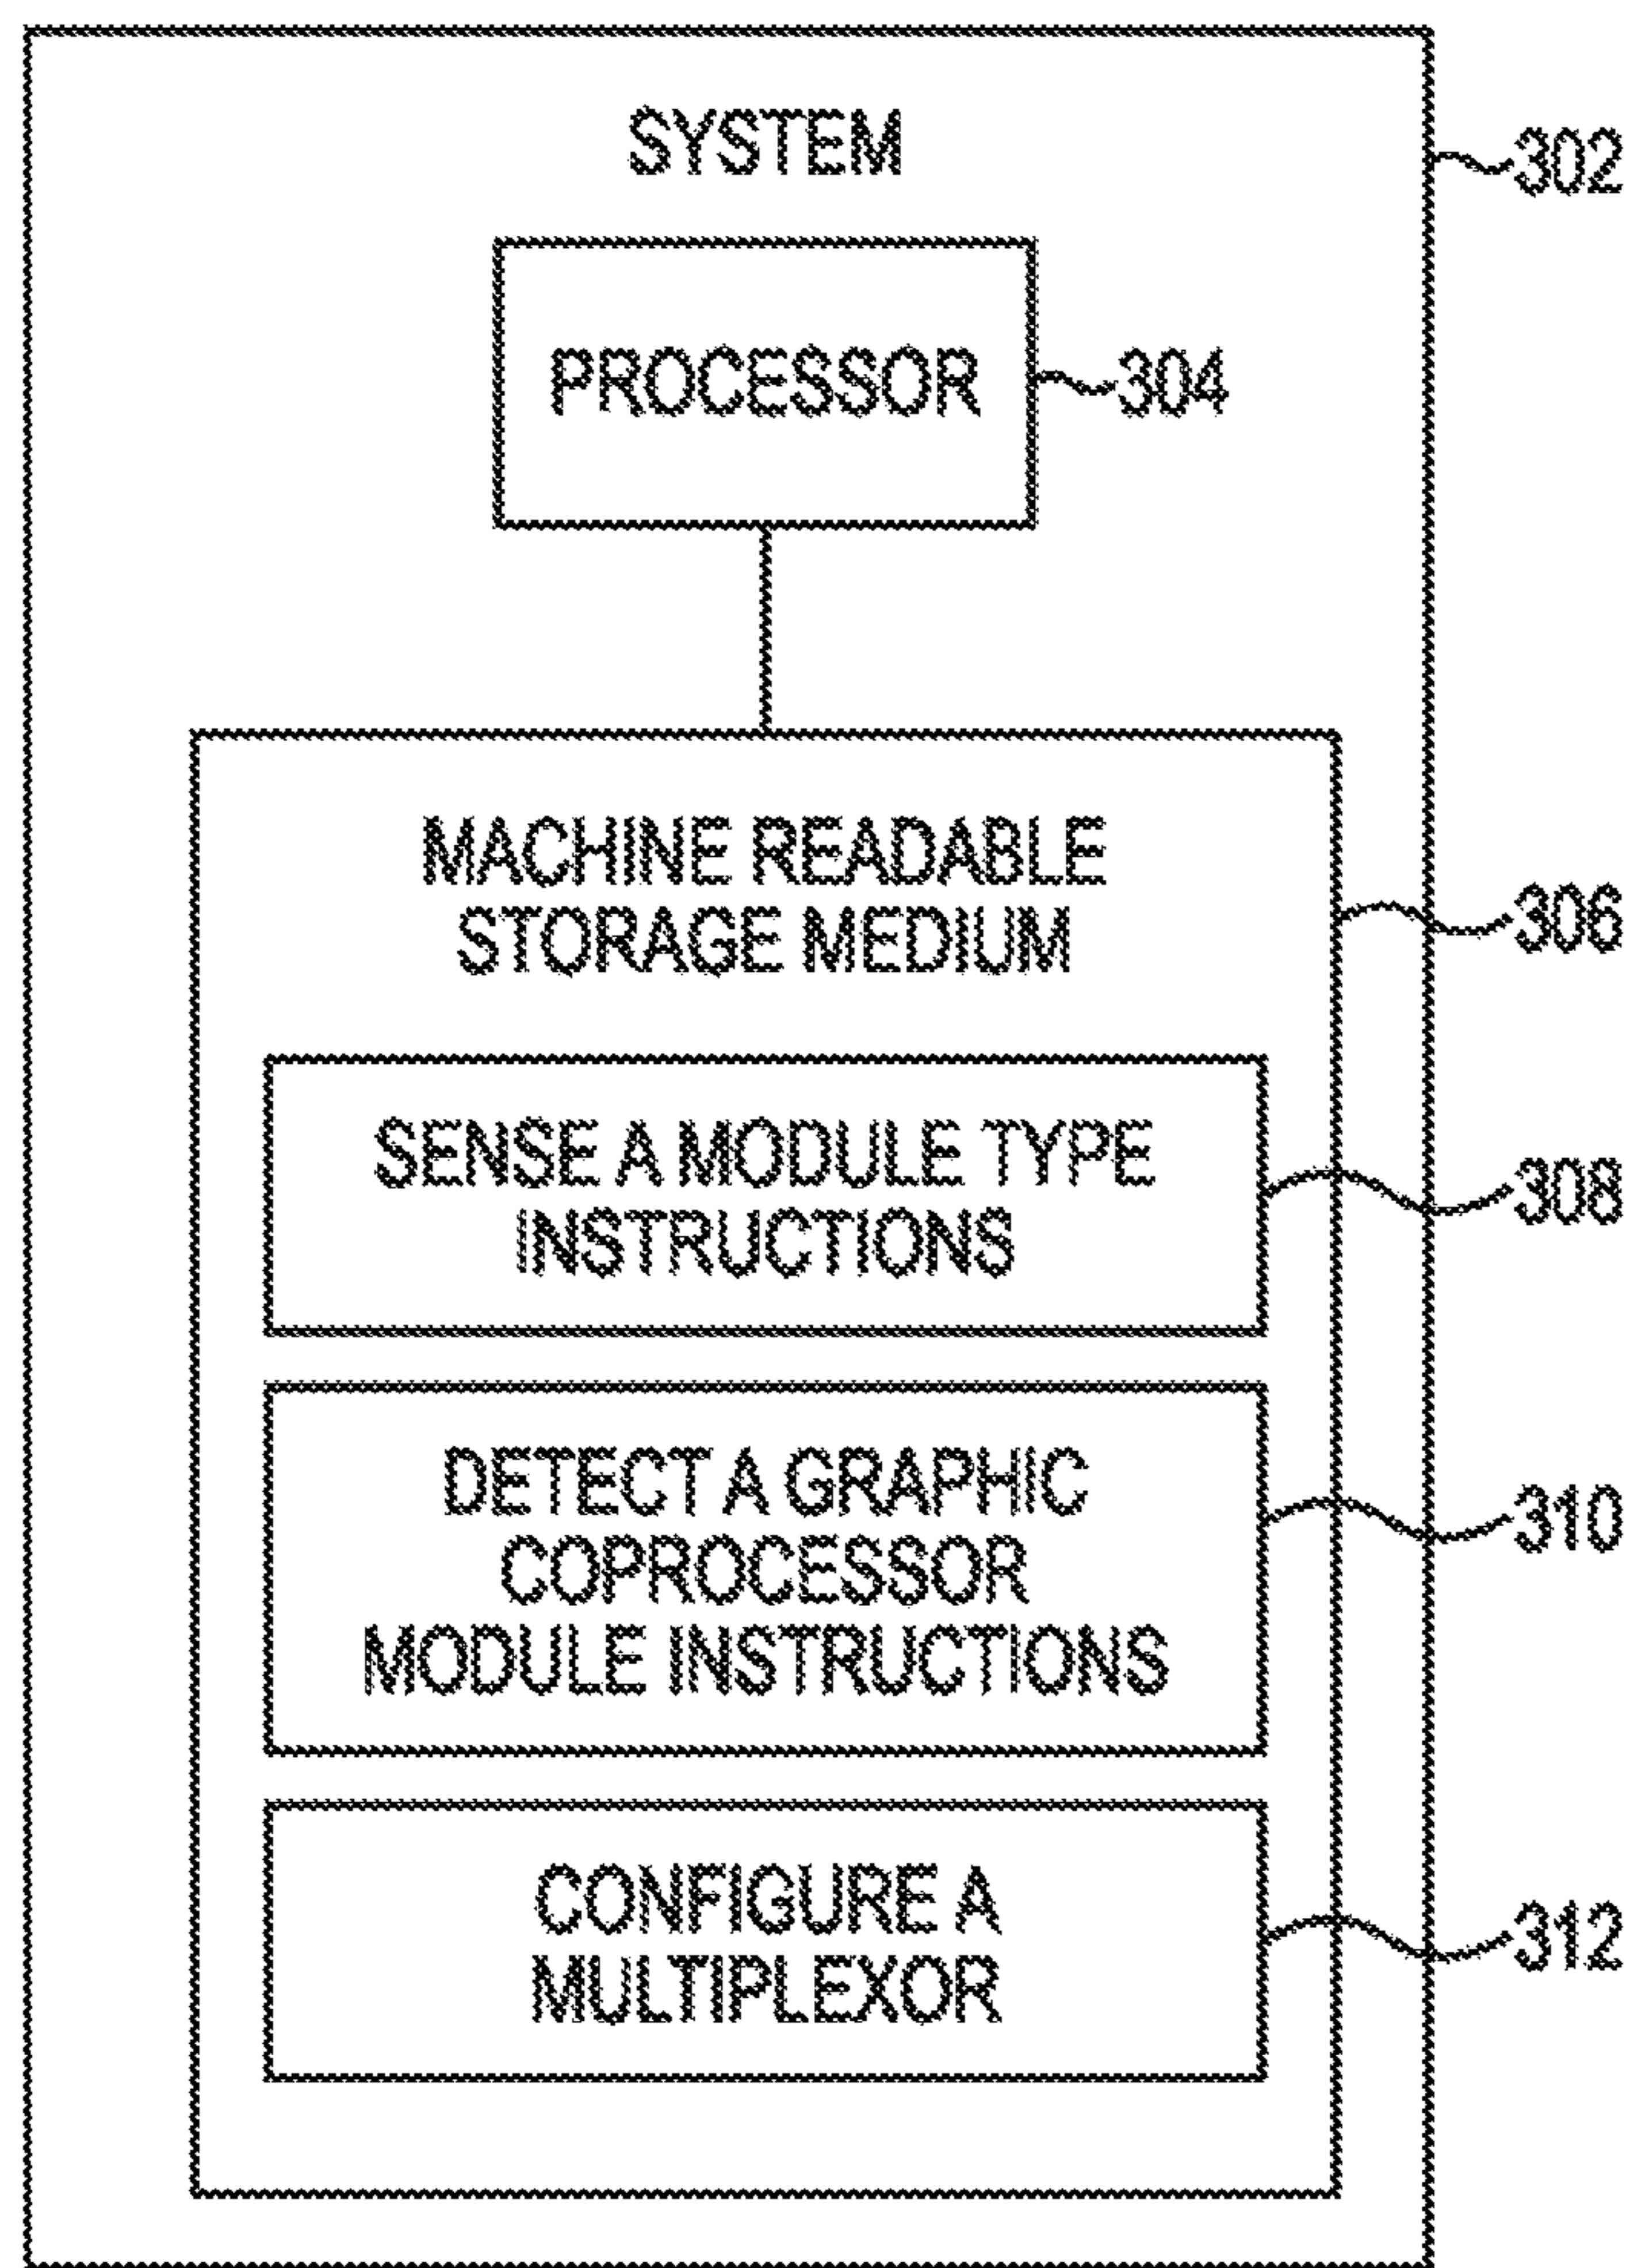 SYSTEM
302
PROCESSOR
304
MACHINE READABLE
STORAGE MEDIUM
306
SENSE A MODULE TYPE
INSTRUCTIONS
308
DETECT A GRAPHIC
COPROCESSOR
MODULE INSTRUCTIONS
310
CONFIGURE A
MULTIPLEXOR
312